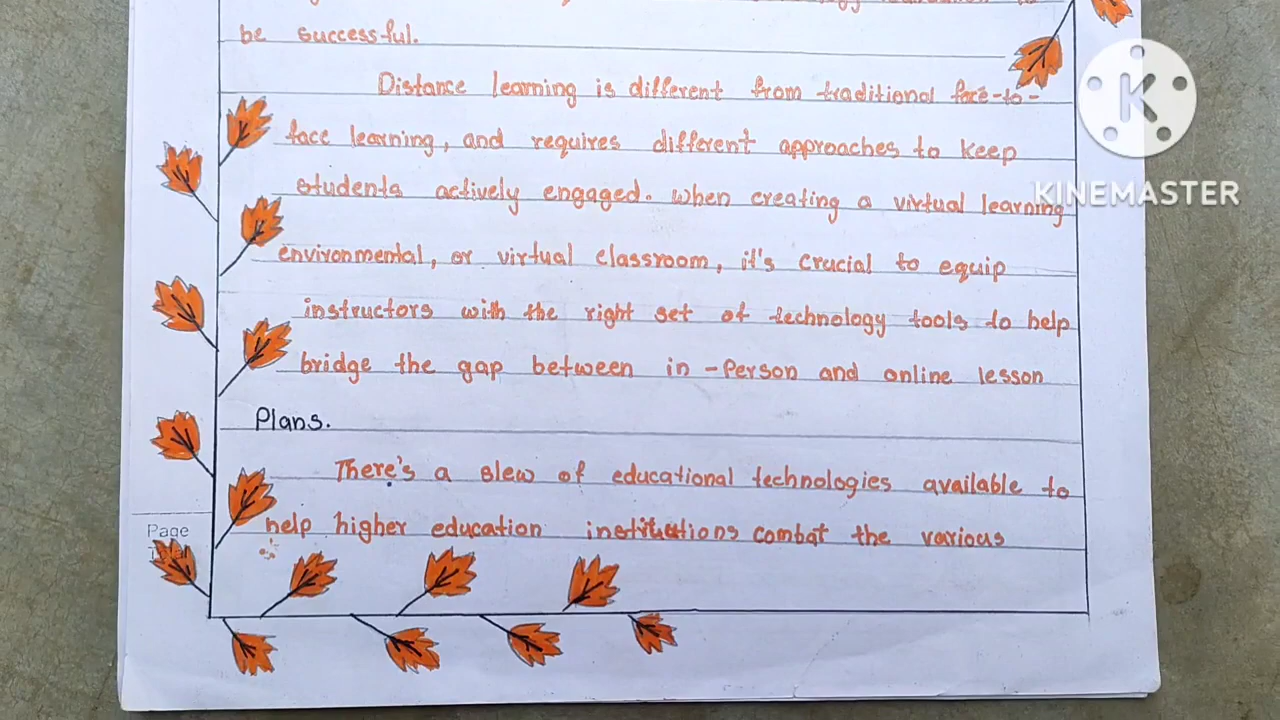 be successful.
Distance learning is different from traditional face-to-
face learning, and requires different approaches to keep
students actively engaged. When creating a virtual learning
environmental, or virtual classroom, it's crucial to equip
instructors with the right set of technology tools to help
bridge the gap between in-Person and online lesson
Plans.
There's a slew of educational technologies available to
help higher education institutions combat the various
Page
K
KINEMASTER